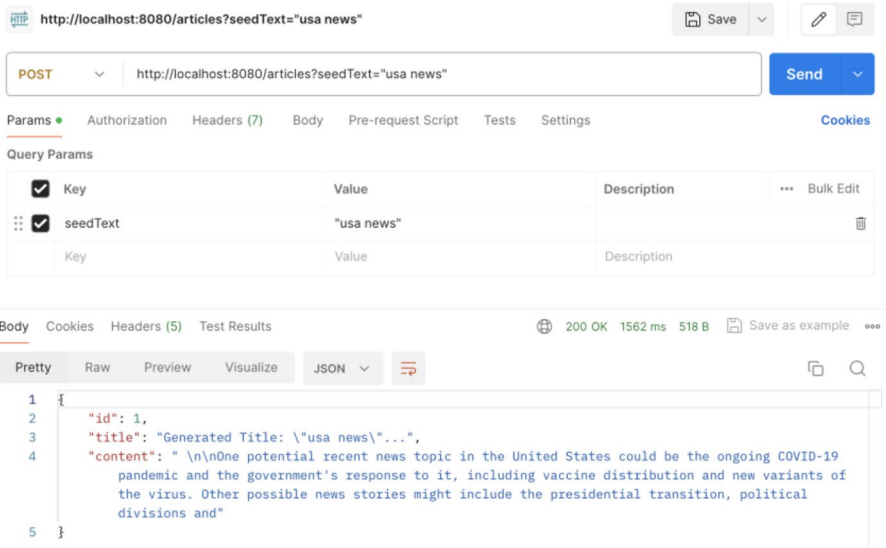 HTTP http://localhost:8080/articles?seedText="usa news" Save
POST http://localhost:8080/articles?seedText="usa news" Send
Params Authorization Headers (7) Body Pre-request Script Tests Settings Cookies
Query Params
Key Value Description ••• Bulk Edit
seedText "usa news"
Key Value Description
Body Cookies Headers (5) Test Results 200 OK 1562 ms 518 B Save as example
Pretty Raw Preview Visualize JSON
1 {
2 "id": 1,
3 "title": "Generated Title: \"usa news\"...",
4 "content": " \n\nOne potential recent news topic in the United States could be the ongoing COVID-19
pandemic and the government's response to it, including vaccine distribution and new variants of
the virus. Other possible news stories might include the presidential transition, political
divisions and"
5 }